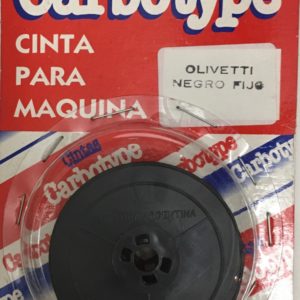 Carbotype
CINTA
PARA
MAQUINA
OLIVETTI
NEGRO FIJO
Cintas
Carbotype
Carbotype